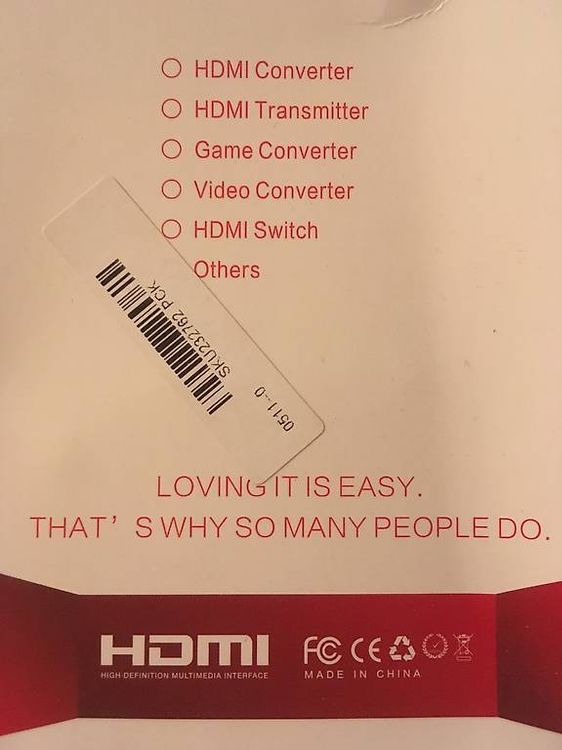 HDMI Converter
HDMI Transmitter
Game Converter
Video Converter
HDMI Switch
Others
SKU232762 PCK
0511--0
LOVING IT IS EASY.
THAT'S WHY SO MANY PEOPLE DO.
HDMI
HIGH-DEFINITION MULTIMEDIA INTERFACE
FC CE
MADE IN CHINA